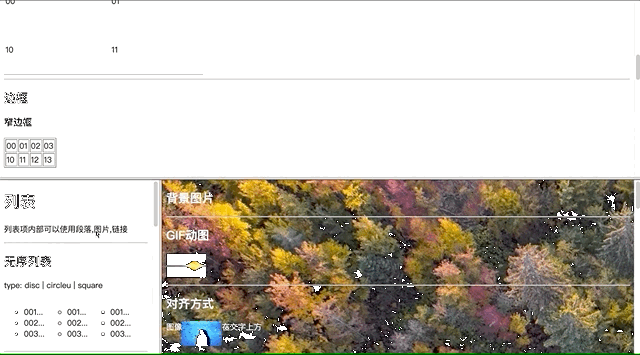 00 01
10 11
边框
窄边框
00 01 02 03
10 11 12 13
列表
列表项内部可以使用段落,图片,链接
无序列表
type: disc | circleu | square
001... 001... 001...
002... 002... 002...
003... 003... 003...
背景图片
GIF动图
对齐方式
图像 在文字上方